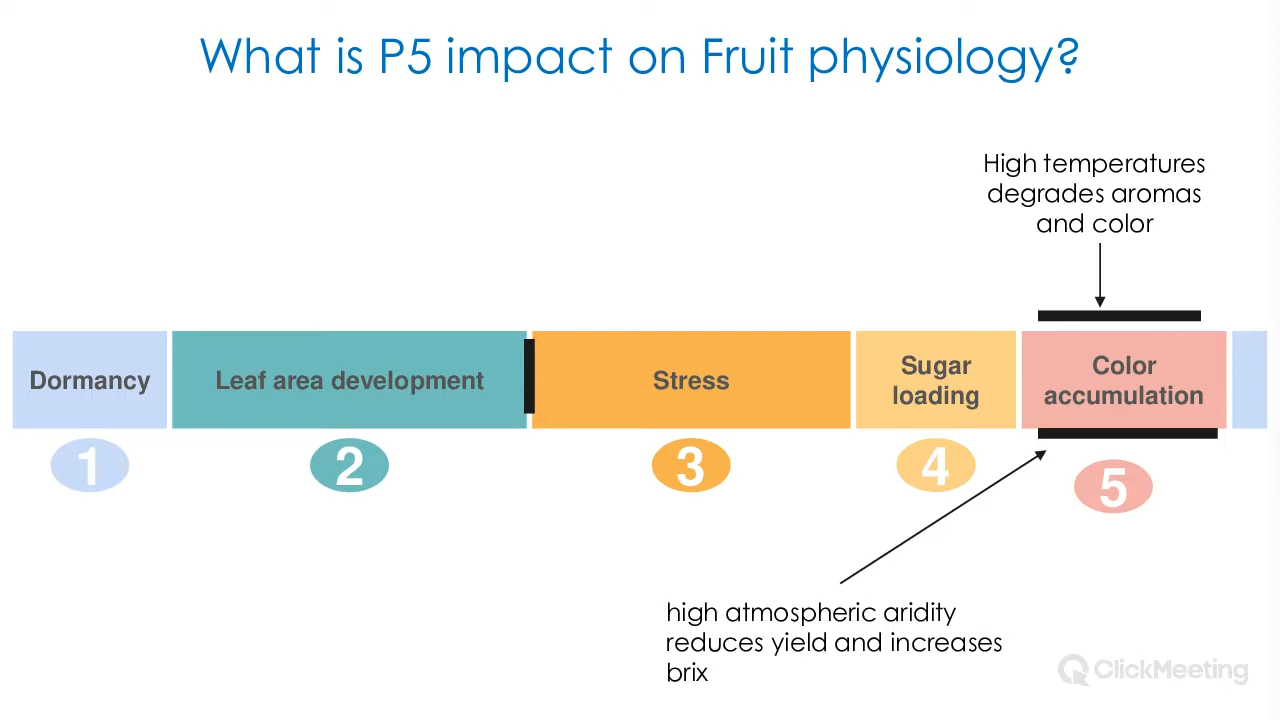 What is P5 impact on Fruit physiology?
High temperatures
degrades aromas
and color
Dormancy
Leaf area development
Stress
Sugar
loading
Color
accumulation
1
2
3
4
5
high atmospheric aridity
reduces yield and increases
brix
ClickMeeting